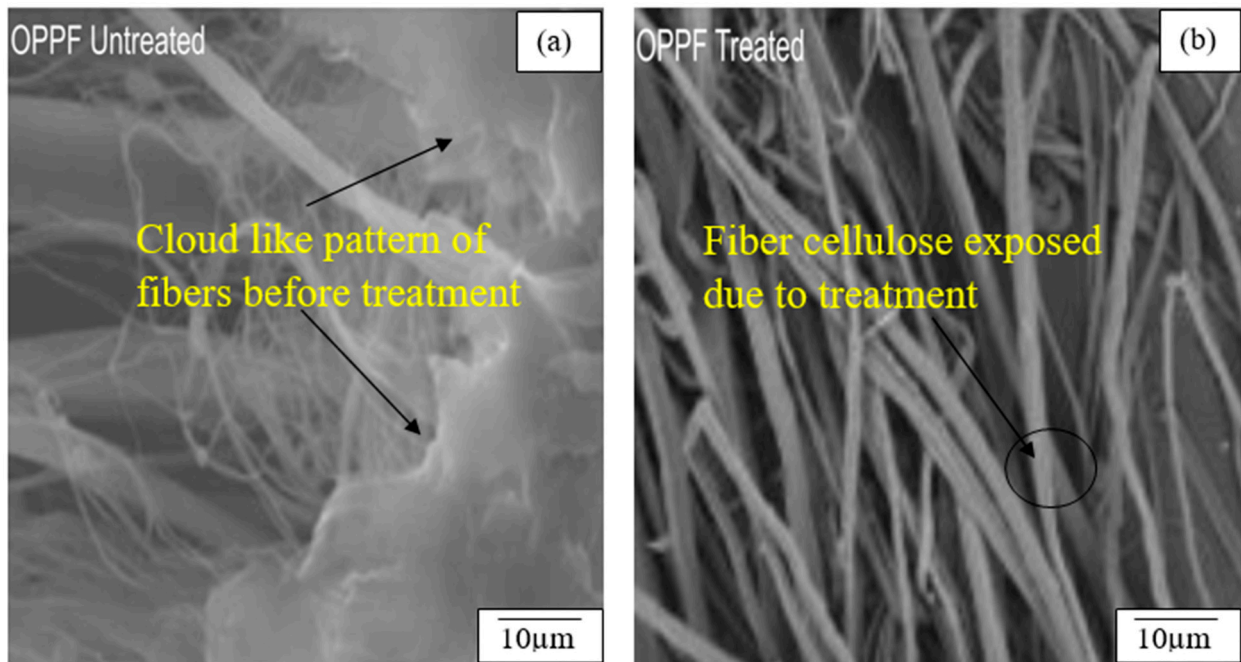 OPPF Untreated
(a)
Cloud like pattern of
fibers before treatment
10µm
OPPF Treated
(b)
Fiber cellulose exposed
due to treatment
10µm